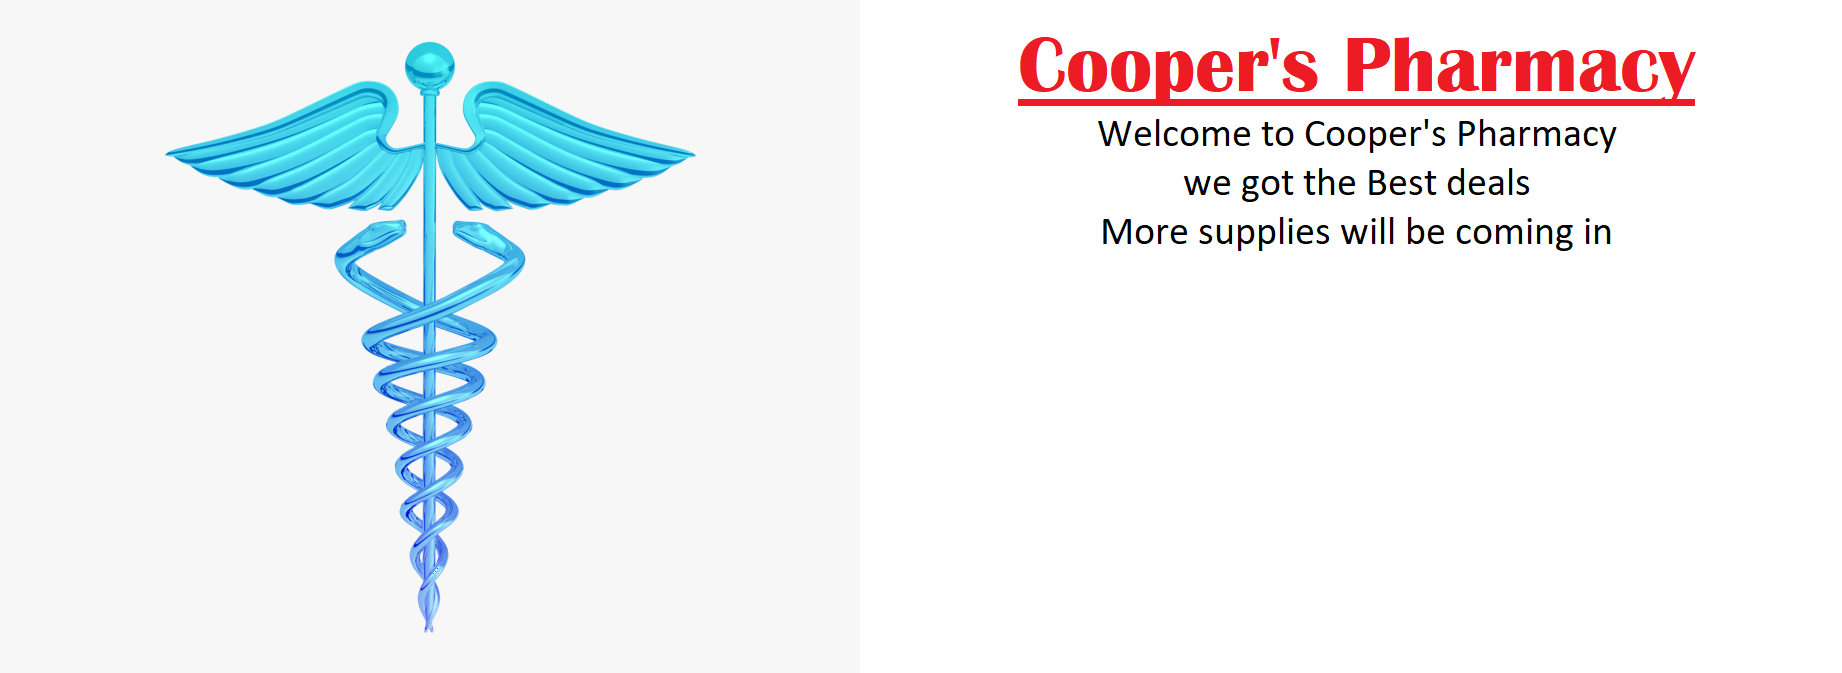 Cooper's Pharmacy
Welcome to Cooper's Pharmacy
we got the Best deals
More supplies will be coming in